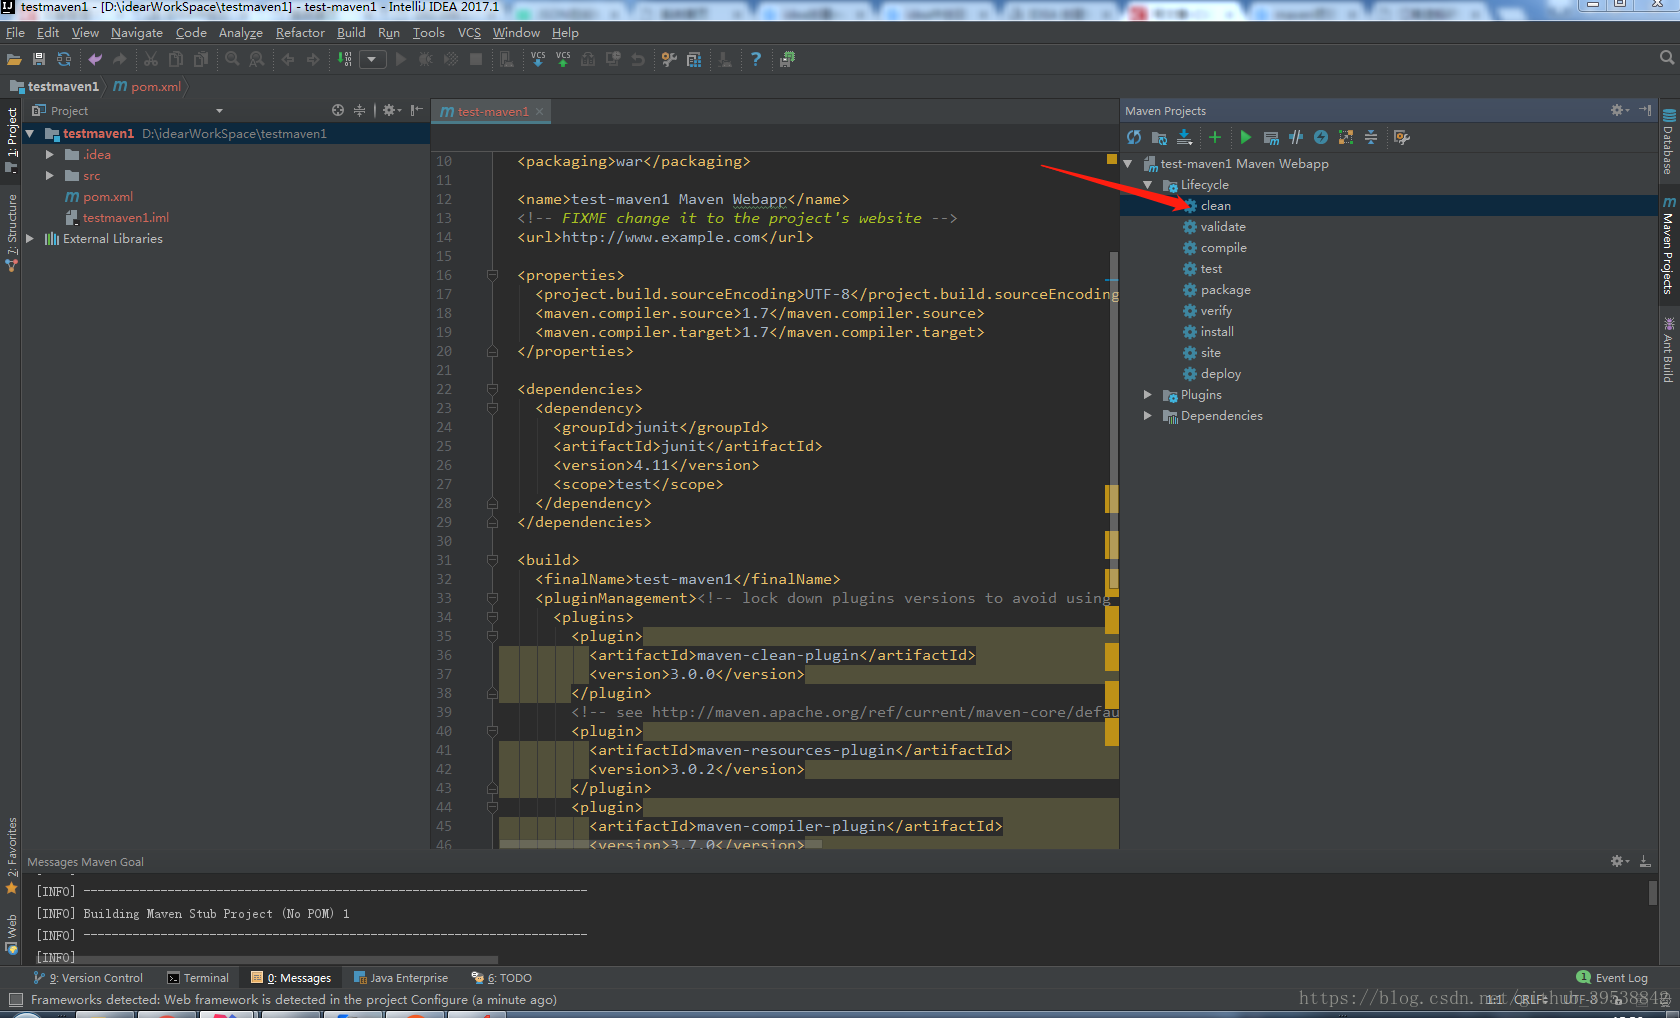 testmaven1 - [D:\idearWorkSpace\testmaven1] - test-maven1 - IntelliJ IDEA 2017.1
File Edit View Navigate Code Analyze Refactor Build Run Tools VCS Window Help
testmaven1 pom.xml
Project
test-maven1
Maven Projects
testmaven1 D:\idearWorkSpace\testmaven1
.idea
src
pom.xml
testmaven1.iml
External Libraries
1: Project
7: Structure
2: Favorites
Web
10 <packaging>war</packaging>
11
12 <name>test-maven1 Maven Webapp</name>
13 <!-- FIXME change it to the project's website -->
14 <url>http://www.example.com</url>
15
16 <properties>
17 <project.build.sourceEncoding>UTF-8</project.build.sourceEncoding
18 <maven.compiler.source>1.7</maven.compiler.source>
19 <maven.compiler.target>1.7</maven.compiler.target>
20 </properties>
21
22 <dependencies>
23 <dependency>
24 <groupId>junit</groupId>
25 <artifactId>junit</artifactId>
26 <version>4.11</version>
27 <scope>test</scope>
28 </dependency>
29 </dependencies>
30
31 <build>
32 <finalName>test-maven1</finalName>
33 <pluginManagement><!-- lock down plugins versions to avoid using
34 <plugins>
35 <plugin>
36 <artifactId>maven-clean-plugin</artifactId>
37 <version>3.0.0</version>
38 </plugin>
39 <!-- see http://maven.apache.org/ref/current/maven-core/defau
40 <plugin>
41 <artifactId>maven-resources-plugin</artifactId>
42 <version>3.0.2</version>
43 </plugin>
44 <plugin>
45 <artifactId>maven-compiler-plugin</artifactId>
46 <version>3.7.0</version>
test-maven1 Maven Webapp
Lifecycle
clean
validate
compile
test
package
verify
install
site
deploy
Plugins
Dependencies
Database
Maven Projects
Ant Build
Messages Maven Goal
[INFO] ------------------------------------------------------------------------
[INFO] Building Maven Stub Project (No POM) 1
[INFO] ------------------------------------------------------------------------
[INFO]
9: Version Control Terminal 0: Messages Java Enterprise 6: TODO 1 Event Log
Frameworks detected: Web framework is detected in the project Configure (a minute ago) 1:1 CRLF: UTF-8
https://blog.csdn.net/github_39538842